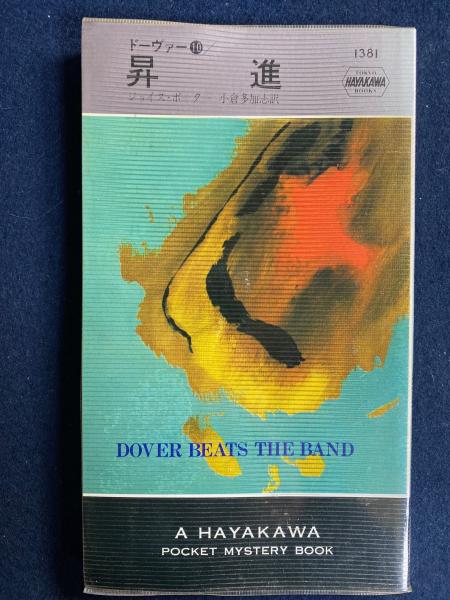 ドーヴァー⑩/
1381
昇 進
TOKYO
HAYAKAWA
BOOKS
ジョイス・ポーター 小倉多加志訳
DOVER BEATS THE BAND
A HAYAKAWA
POCKET MYSTERY BOOK